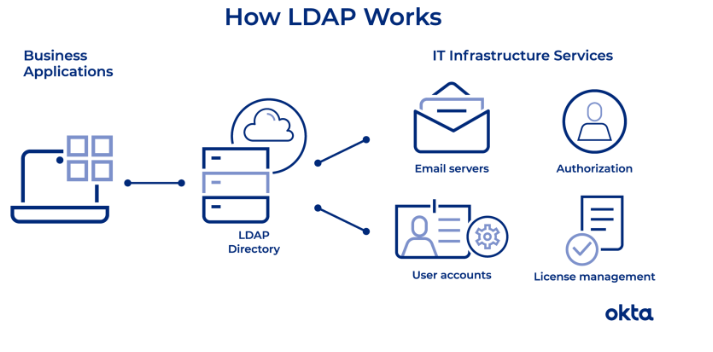 How LDAP Works
Business
Applications
IT Infrastructure Services
LDAP
Directory
Email servers
Authorization
User accounts
License management
okta